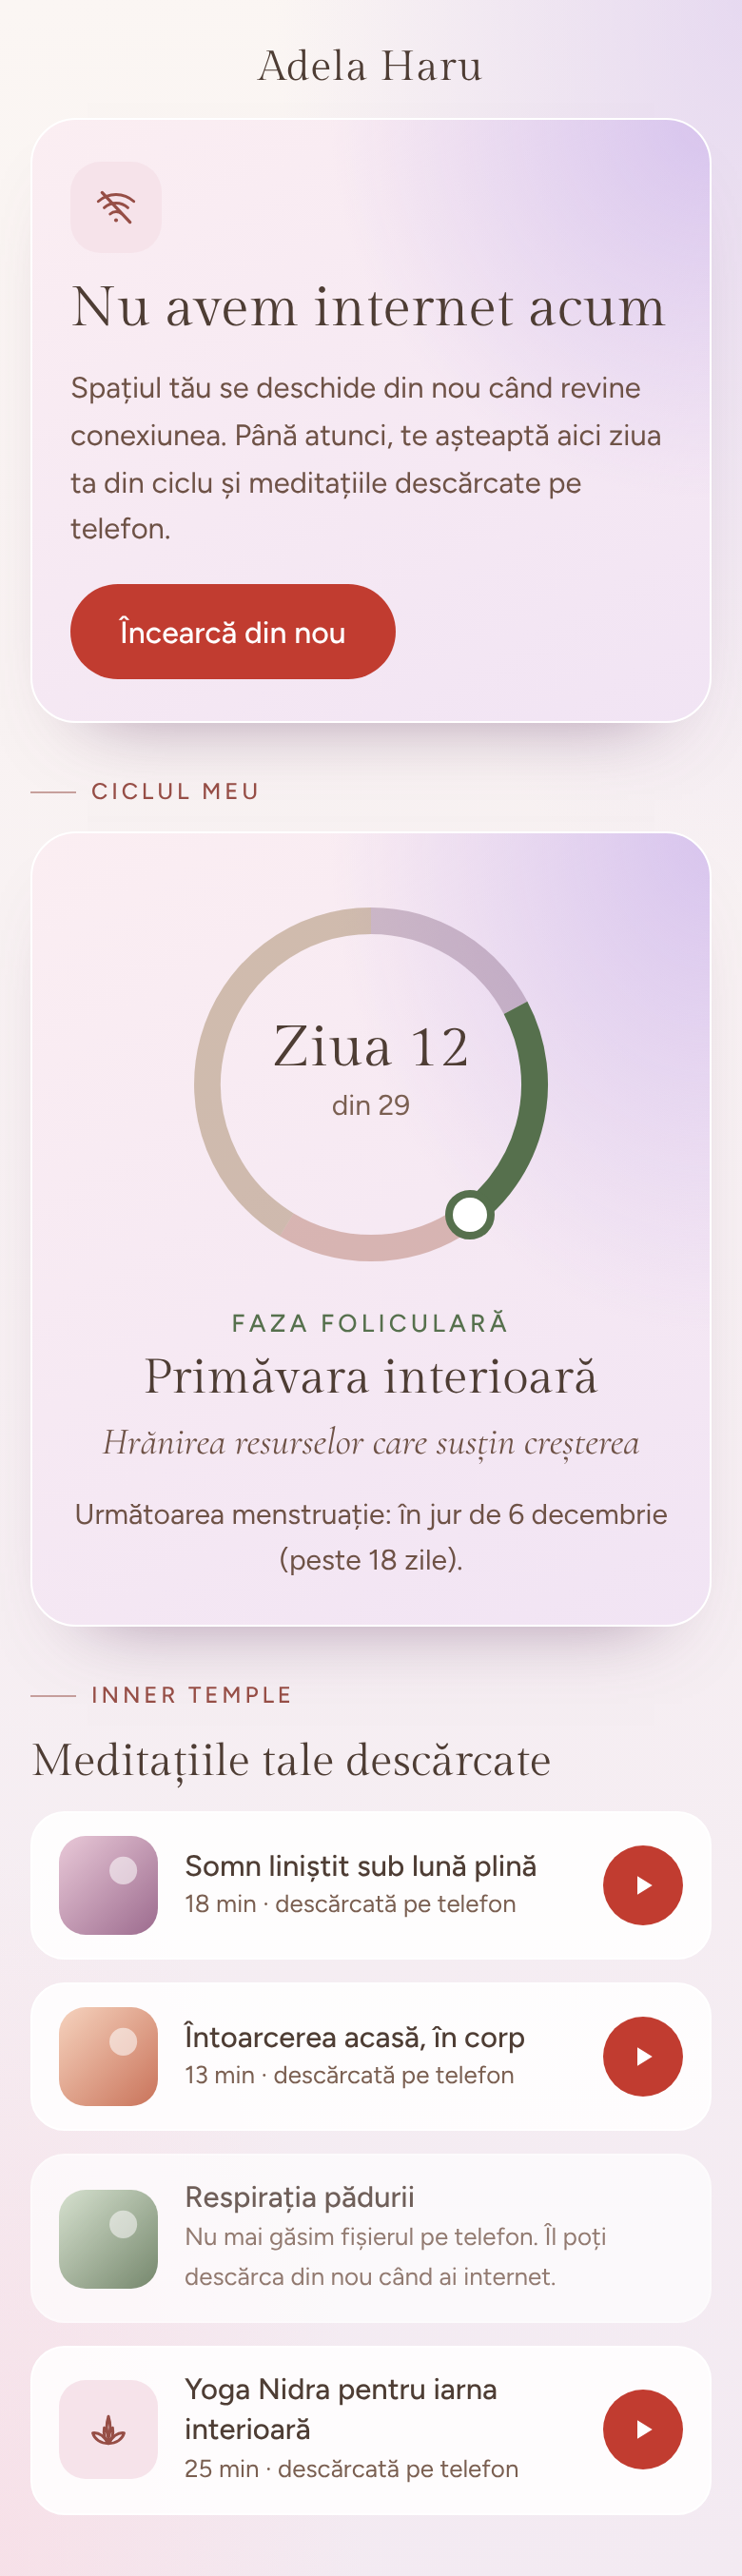 Adela Haru
Nu avem internet acum
Spațiul tău se deschide din nou când revine
conexiunea. Până atunci, te așteaptă aici ziua
ta din ciclu și meditațiile descărcate pe
telefon.
Încearcă din nou
CICLUL MEU
Ziua 12
din 29
FAZA FOLICULARĂ
Primăvara interioară
Hrănirea resurselor care susțin creșterea
Următoarea menstruație: în jur de 6 decembrie
(peste 18 zile).
INNER TEMPLE
Meditațiile tale descărcate
Somn liniștit sub lună plină
18 min · descărcată pe telefon
Întoarcerea acasă, în corp
13 min · descărcată pe telefon
Respirația pădurii
Nu mai găsim fișierul pe telefon. Îl poți
descărca din nou când ai internet.
Yoga Nidra pentru iarna
interioară
25 min · descărcată pe telefon